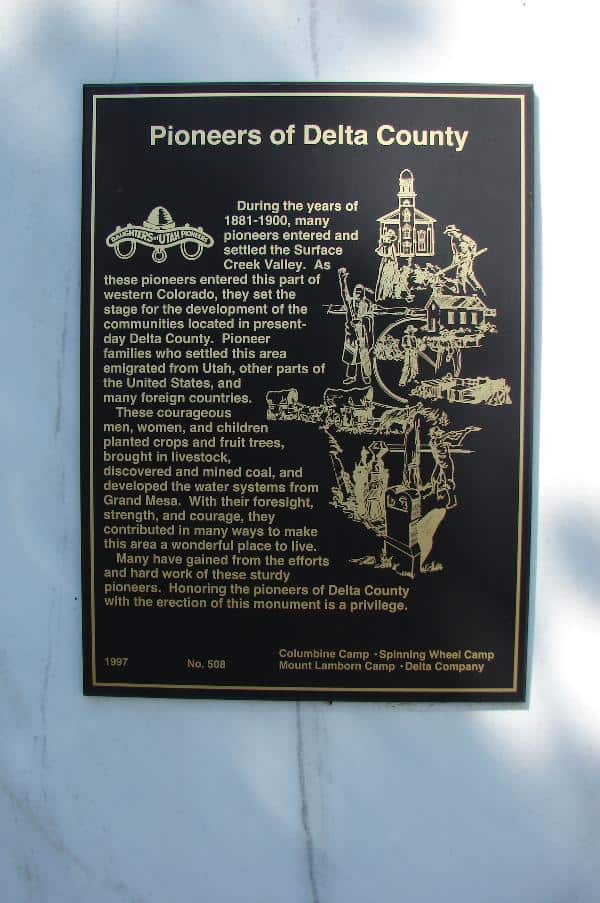 Pioneers of Delta County
DAUGHTERS OF UTAH PIONEERS
During the years of
1881-1900, many
pioneers entered and
settled the Surface
Creek Valley. As
these pioneers entered this part of
western Colorado, they set the
stage for the development of the
communities located in present-
day Delta County. Pioneer
families who settled this area
emigrated from Utah, other parts of
the United States, and
many foreign countries.
These courageous
men, women, and children
planted crops and fruit trees,
brought in livestock,
discovered and mined coal, and
developed the water systems from
Grand Mesa. With their foresight,
strength, and courage, they
contributed in many ways to make
this area a wonderful place to live.
Many have gained from the efforts
and hard work of these sturdy
pioneers. Honoring the pioneers of Delta County
with the erection of this monument is a privilege.
1997 No. 508
Columbine Camp · Spinning Wheel Camp
Mount Lamborn Camp · Delta Company